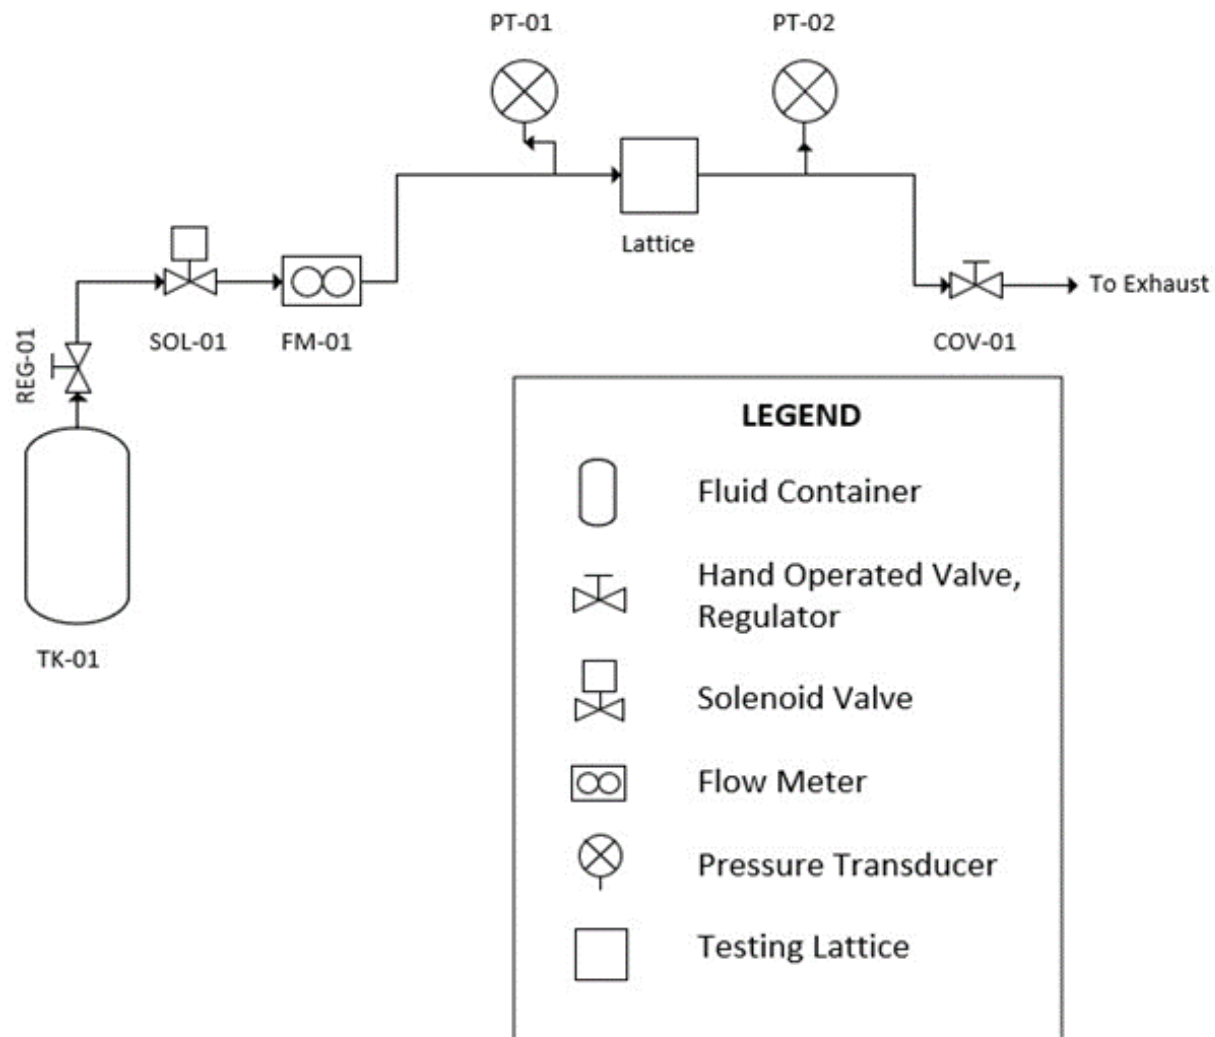 PT-01
PT-02
Lattice
To Exhaust
REG-01
SOL-01
FM-01
COV-01
TK-01
LEGEND
Fluid Container
Hand Operated Valve,
Regulator
Solenoid Valve
Flow Meter
Pressure Transducer
Testing Lattice